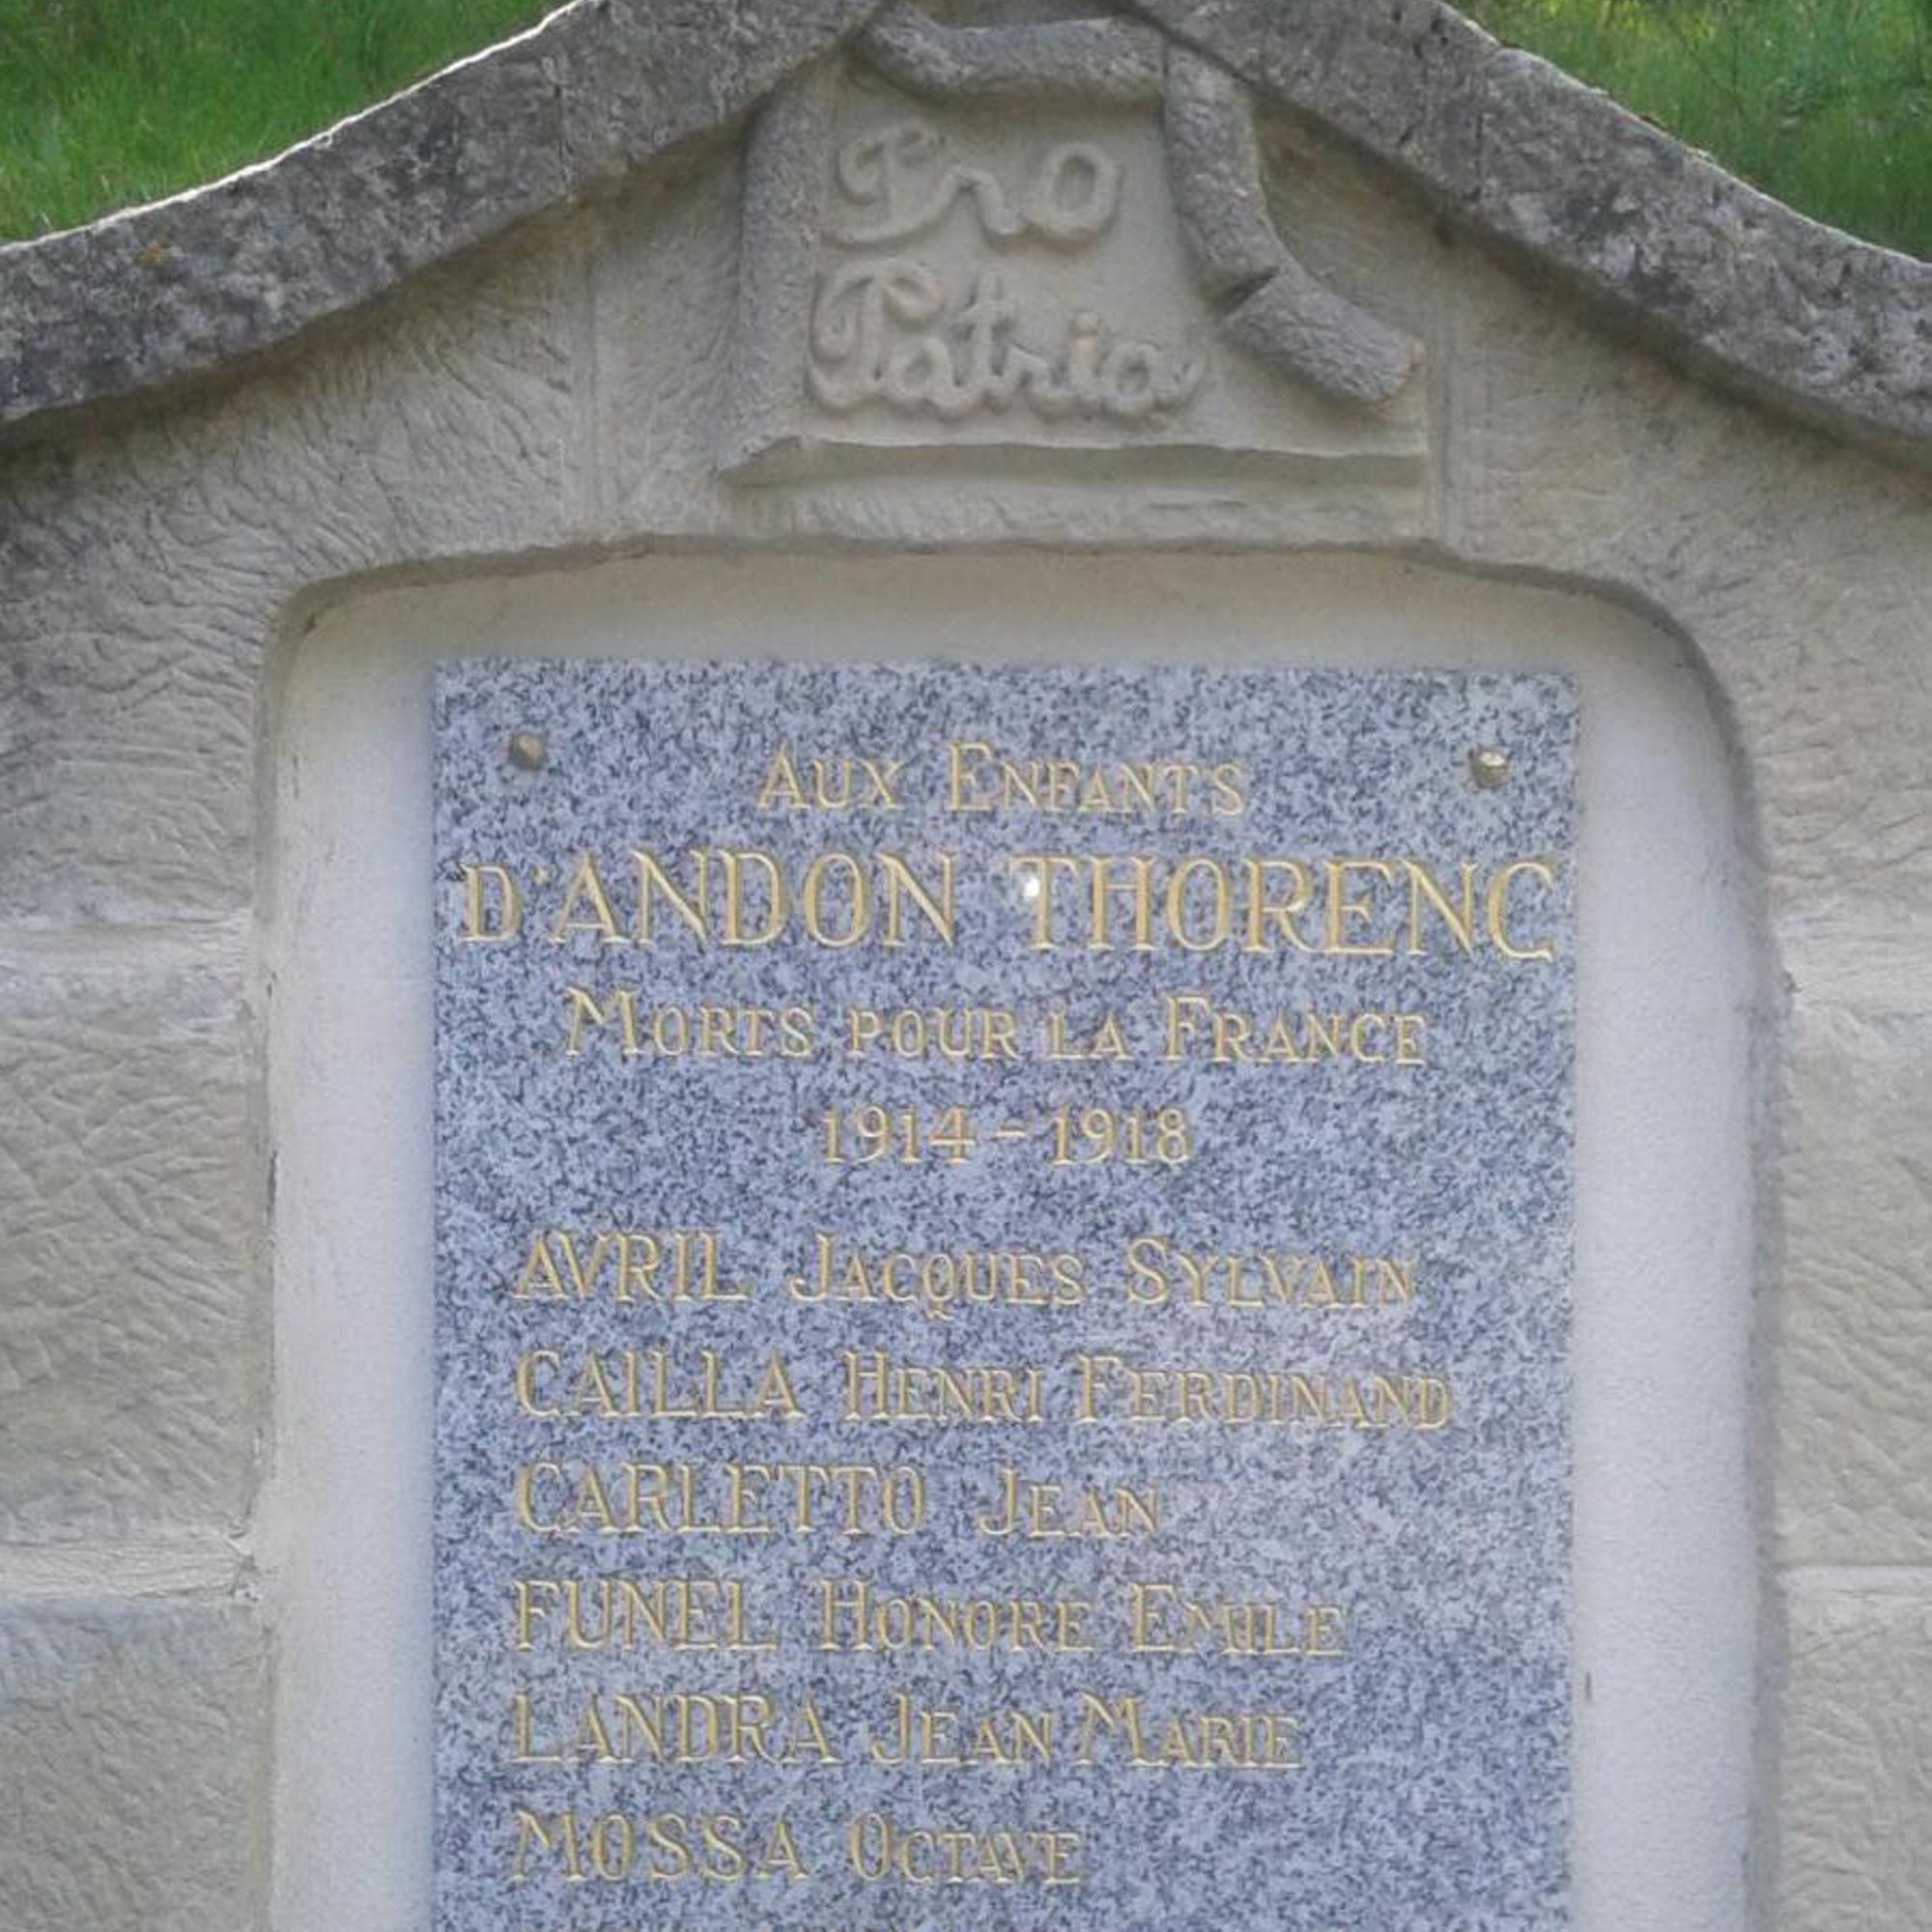 Pro
Patria
AUX ENFANTS
D'ANDON THORENC
MORTS POUR LA FRANCE
1914 - 1918
AVRIL JACQUES SYLVAIN
CAILLA HENRI FERDINAND
CARLETTO JEAN
FUNEL HONORE EMILE
LANDRA JEAN MARIE
MOSSA OCTAVE